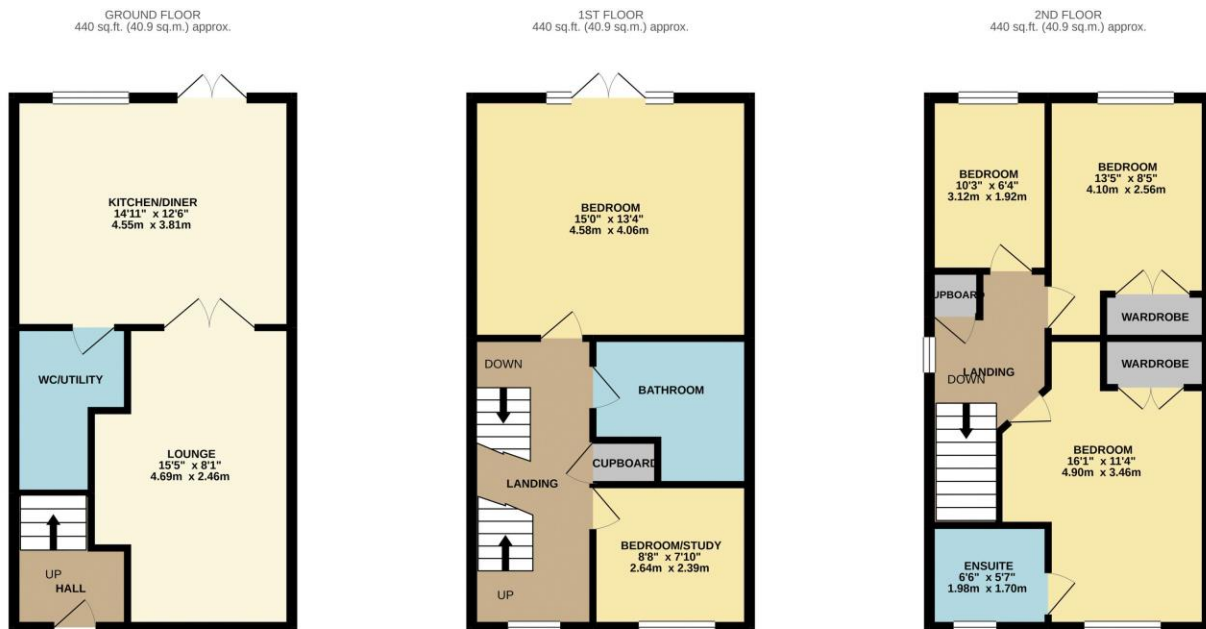 GROUND FLOOR
440 sq.ft. (40.9 sq.m.) approx.
KITCHEN/DINER
14'11" x 12'6"
4.55m x 3.81m
WC/UTILITY
LOUNGE
15'5" x 8'1"
4.69m x 2.46m
UP
HALL
1ST FLOOR
440 sq.ft. (40.9 sq.m.) approx.
BEDROOM
15'0" x 13'4"
4.58m x 4.06m
DOWN
BATHROOM
CUPBOARD
LANDING
BEDROOM/STUDY
8'8" x 7'10"
2.64m x 2.39m
UP
2ND FLOOR
440 sq.ft. (40.9 sq.m.) approx.
BEDROOM
10'3" x 6'4"
3.12m x 1.92m
BEDROOM
13'5" x 8'5"
4.10m x 2.56m
CUPBOARD
WARDROBE
WARDROBE
LANDING
DOWN
BEDROOM
16'1" x 11'4"
4.90m x 3.46m
ENSUITE
6'6" x 5'7"
1.98m x 1.70m